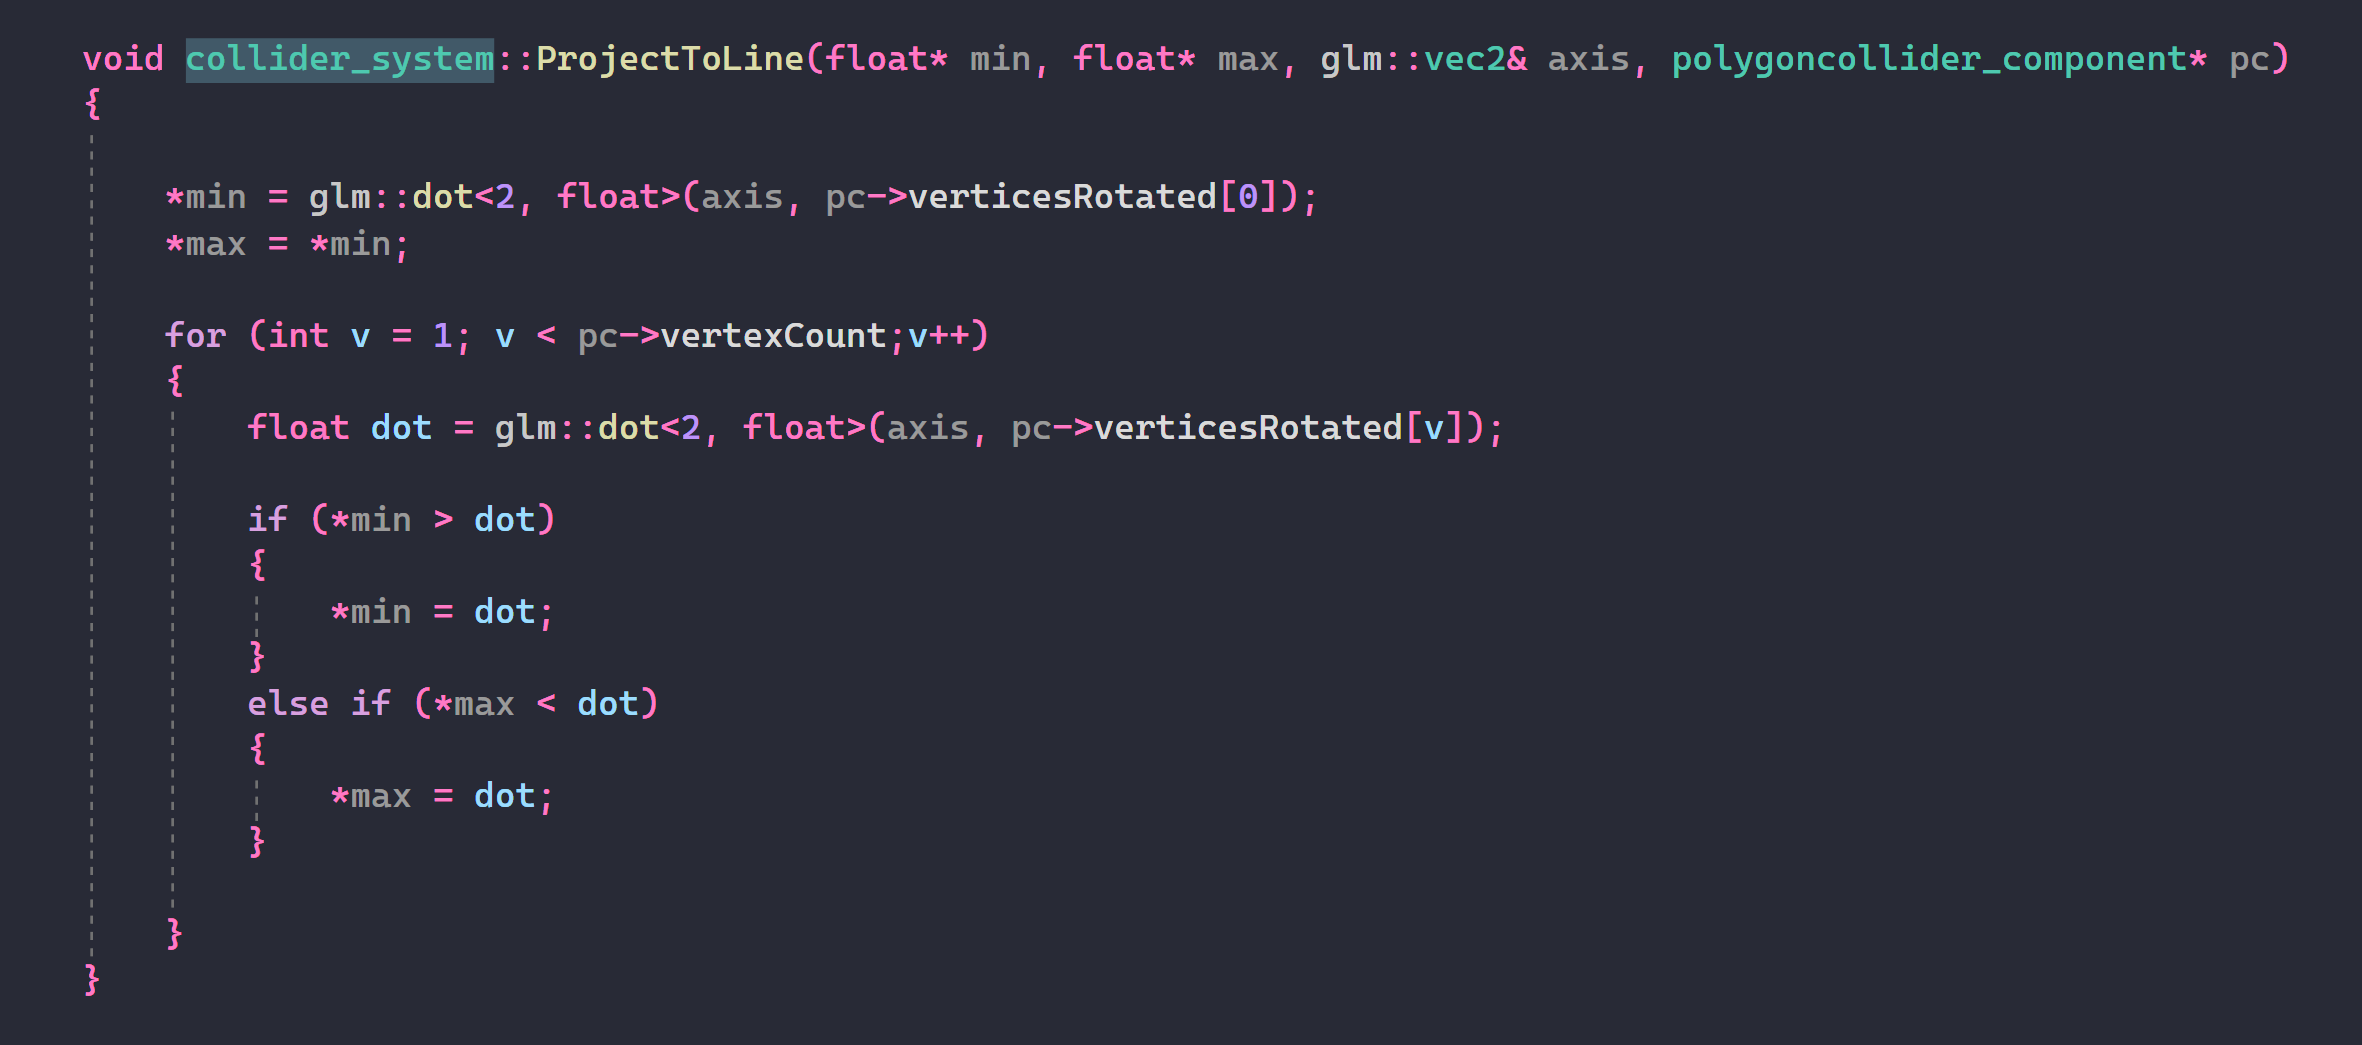 void collider_system::ProjectToLine(float* min, float* max, glm::vec2& axis, polygoncollider_component* pc)
{
*min = glm::dot<2, float>(axis, pc->verticesRotated[0]);
*max = *min;
for (int v = 1; v < pc->vertexCount;v++)
{
float dot = glm::dot<2, float>(axis, pc->verticesRotated[v]);
if (*min > dot)
{
*min = dot;
}
else if (*max < dot)
{
*max = dot;
}
}
}